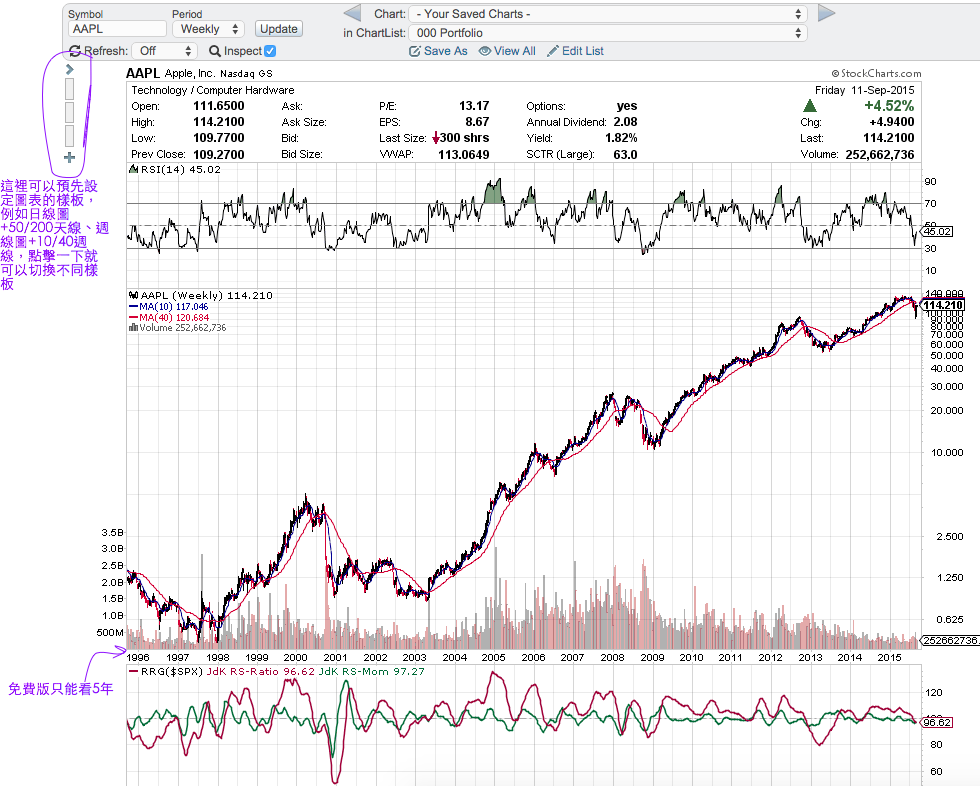 Symbol Period Chart: - Your Saved Charts -
AAPL Weekly Update in ChartList: 000 Portfolio
Refresh: Off Inspect Save As View All Edit List
AAPL Apple, Inc. Nasdaq GS © StockCharts.com
Technology / Computer Hardware Friday 11-Sep-2015
Open: 111.6500 Ask: P/E: 13.17 Options: yes +4.52%
High: 114.2100 Ask Size: EPS: 8.67 Annual Dividend: 2.08 Chg: +4.9400
Low: 109.7700 Bid: Last Size: 300 shrs Yield: 1.82% Last: 114.2100
Prev Close: 109.2700 Bid Size: VWAP: 113.0649 SCTR (Large): 63.0 Volume: 252,662,736
這裡可以預先設
定圖表的樣板，
例如日線圖
+50/200天線、週
線圖+10/40週
線，點擊一下就
可以切換不同樣
板
RSI(14) 45.02
90
70
50
45.02
30
10
AAPL (Weekly) 114.210
MA(10) 117.046
MA(40) 120.684
Volume 252,662,736
140.000
114.210
100.000
90.000
80.000
70.000
60.000
50.000
40.000
30.000
20.000
10.000
2.500
1.250
0.625
3.5B
3.0B
2.5B
2.0B
1.5B
1.0B
500M
252662736
1996 1997 1998 1999 2000 2001 2002 2003 2004 2005 2006 2007 2008 2009 2010 2011 2012 2013 2014 2015
免費版只能看5年
RRG($SPX) JdK RS-Ratio 96.62 JdK RS-Mom 97.27
120
100
96.62
80
60